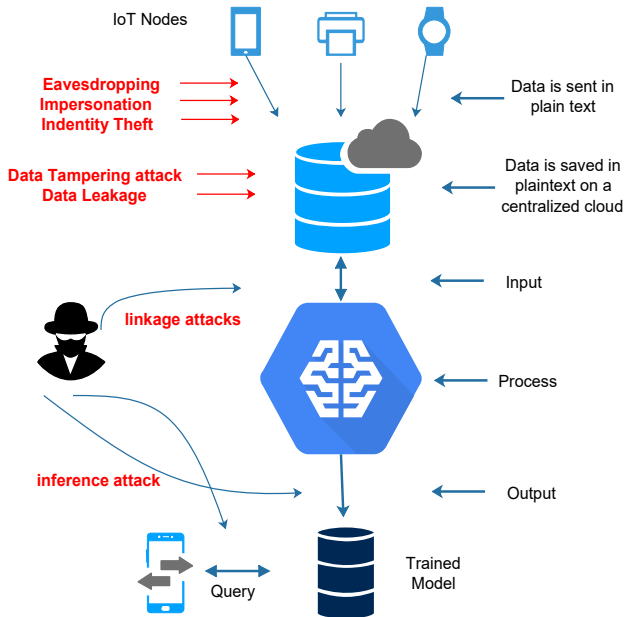 IoT Nodes
Eavesdropping
Impersonation
Indentity Theft
Data is sent in
plain text
Data Tampering attack
Data Leakage
Data is saved in
plaintext on a
centralized cloud
Input
linkage attacks
Process
inference attack
Output
Query
Trained
Model